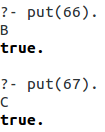 ?- put(66).
B
true.
?- put(67).
C
true.